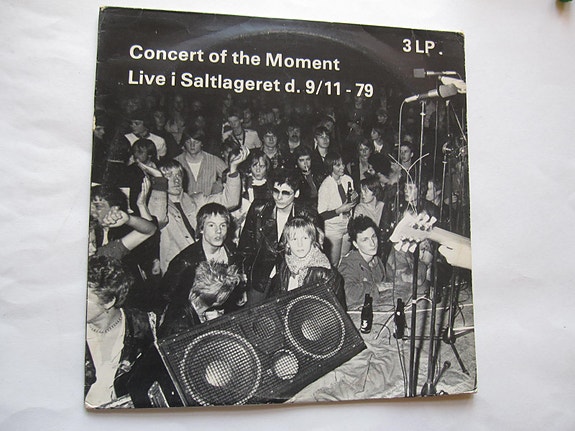 Concert of the Moment
3 LP.
Live i Saltlageret d. 9/11-79